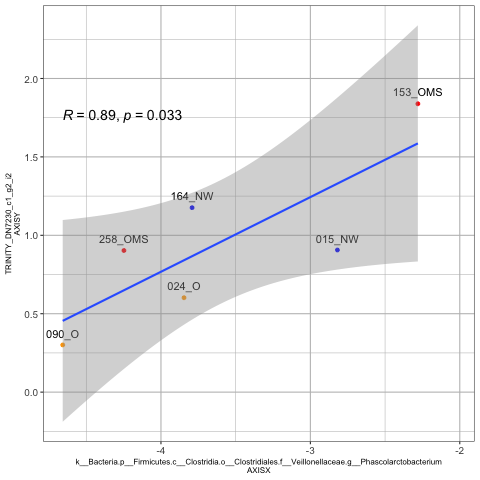 153_OMS
R = 0.89, p = 0.033
164_NW
258_OMS
015_NW
024_O
090_O
2.0
1.5
1.0
0.5
0.0
-4
-3
-2
TRINITY_DN7230_c1_g2_i2
AXISY
k__Bacteria.p__Firmicutes.c__Clostridia.o__Clostridiales.f__Veillonellaceae.g__Phascolarctobacterium
AXISX